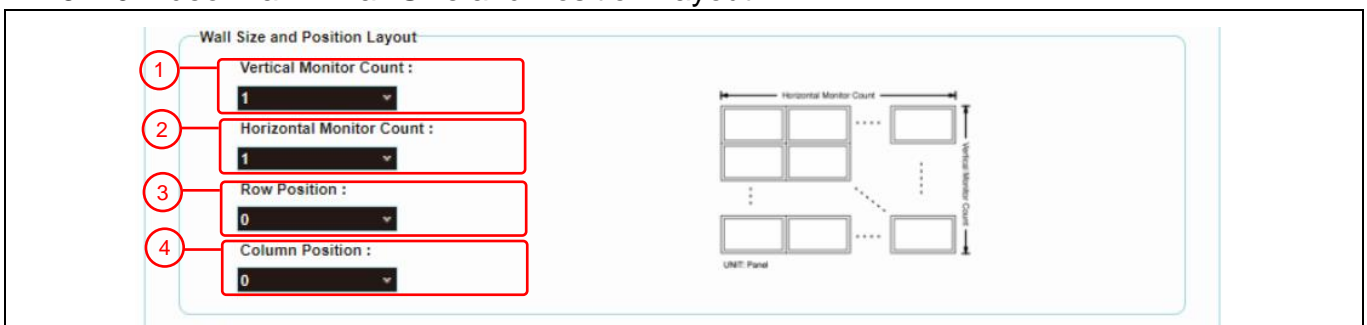 Wall Size and Position Layout
1
Vertical Monitor Count :
1
2
Horizontal Monitor Count :
1
3
Row Position :
0
4
Column Position :
0
Horizontal Monitor Count
Vertical Monitor Count
UNIT: Panel